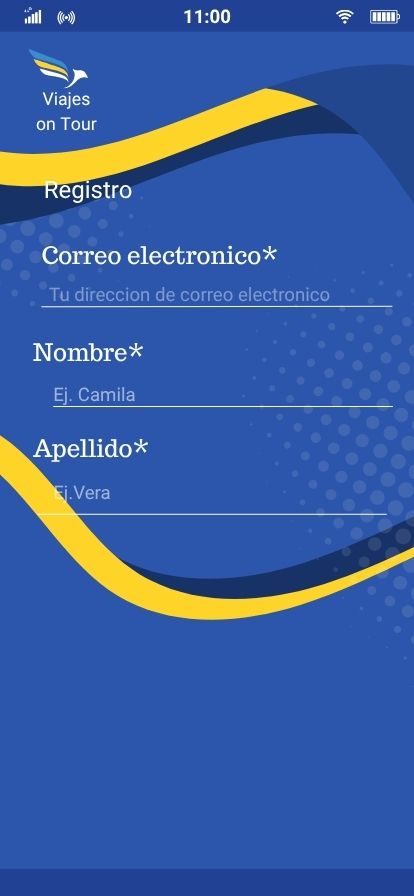 11:00
Viajes
on Tour
Registro
Correo electronico*
Tu direccion de correo electronico
Nombre*
Ej. Camila
Apellido*
Ej.Vera